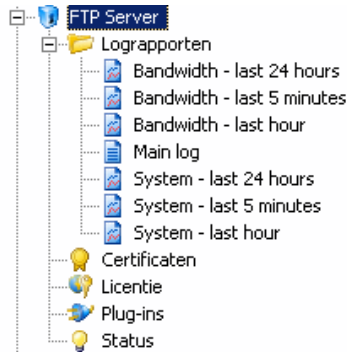 FTP Server
Lograpporten
Bandwidth - last 24 hours
Bandwidth - last 5 minutes
Bandwidth - last hour
Main log
System - last 24 hours
System - last 5 minutes
System - last hour
Certificaten
Licentie
Plug-ins
Status